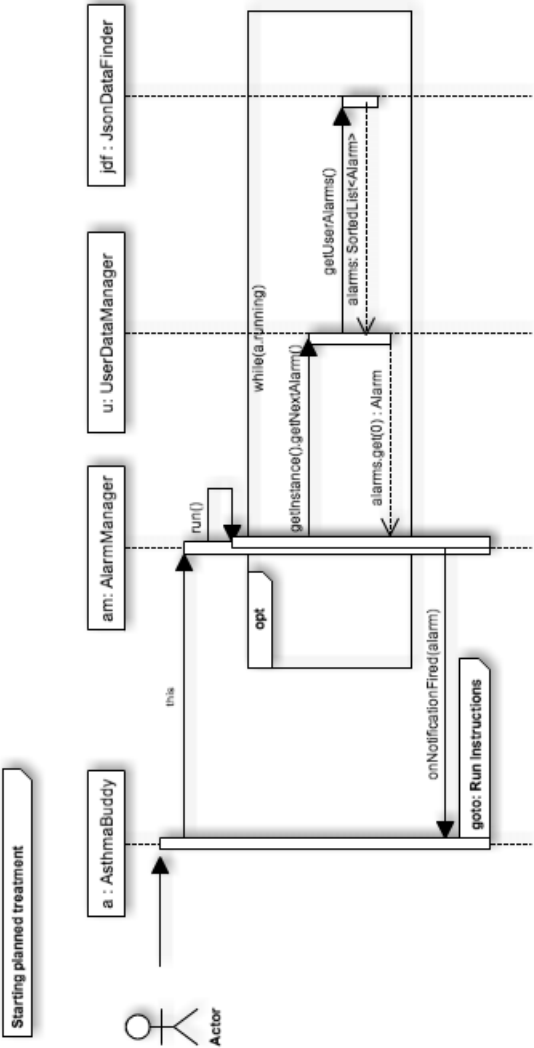 Starting planned treatment
Actor
a : AsthmaBuddy
am: AlarmManager
u: UserDataManager
jdf : JsonDataFinder
this
run()
opt
while(a.running)
getInstance().getNextAlarm()
getUserAlarms()
alarms: SortedList<Alarm>
alarms.get(0) : Alarm
onNotificationFired(alarm)
goto: Run Instructions